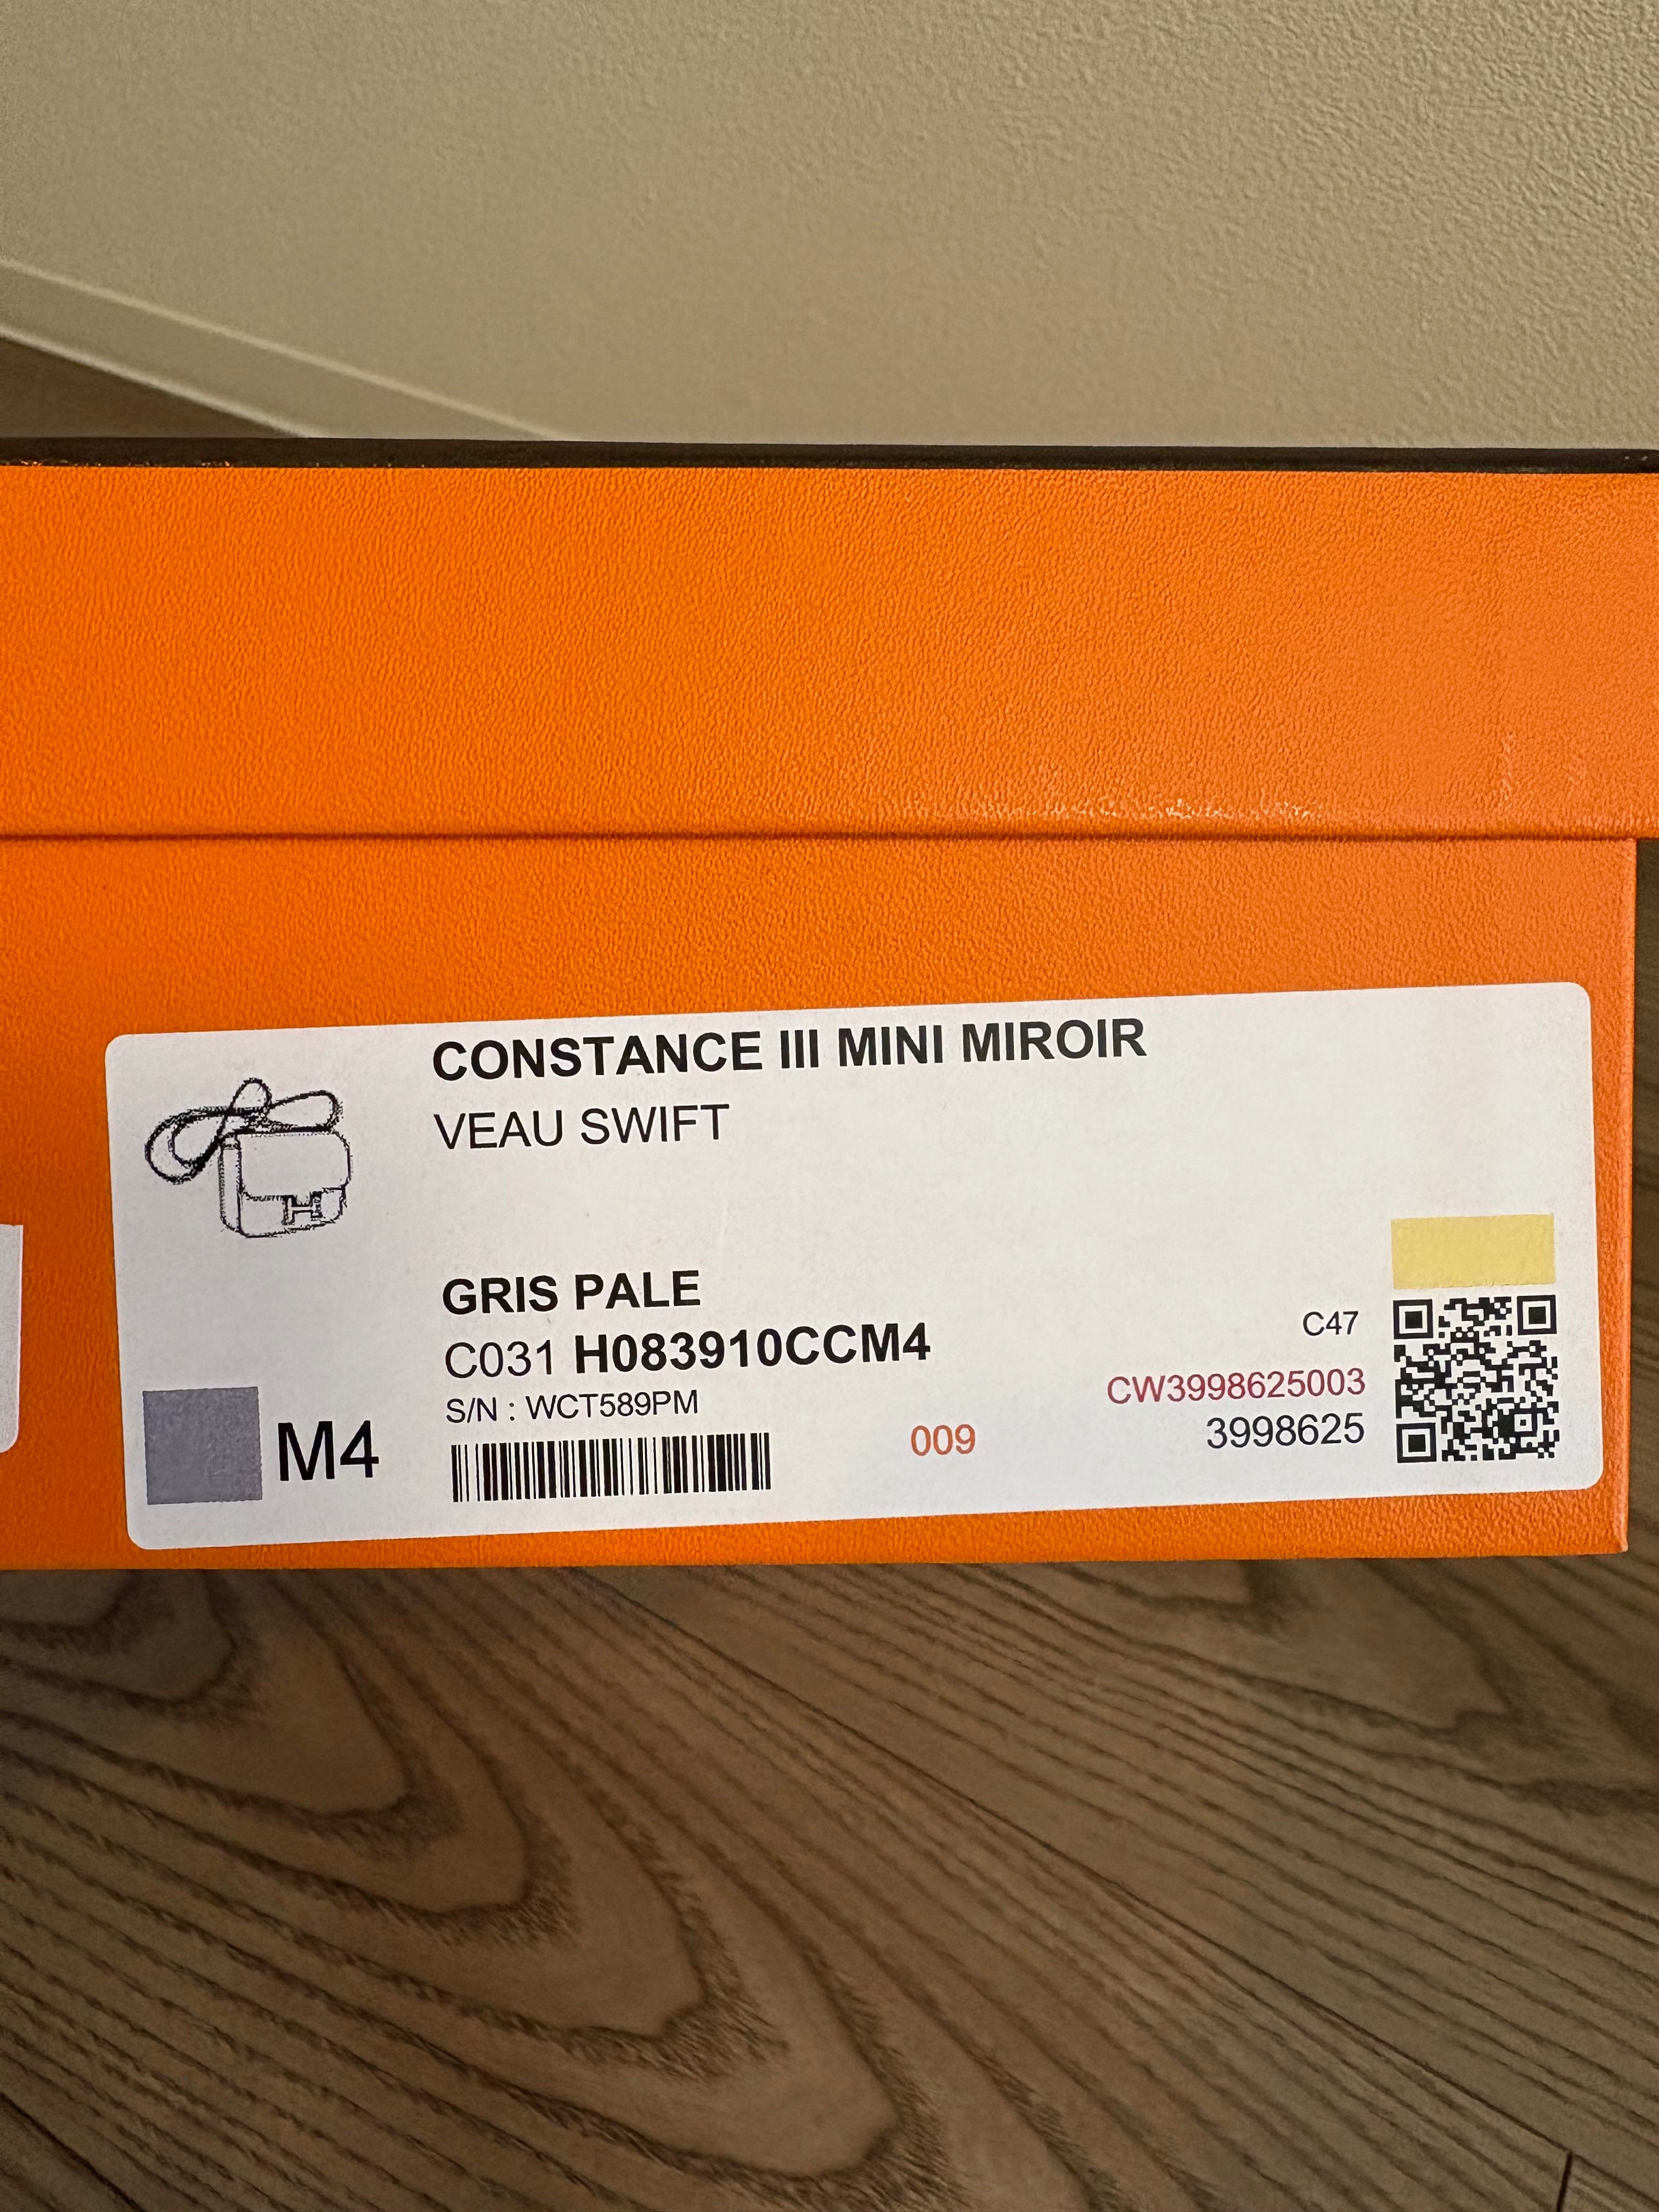 CONSTANCE III MINI MIROIR
VEAU SWIFT
GRIS PALE
C031 H083910CCM4
S/N : WCT589PM
M4
009
C47
CW3998625003
3998625